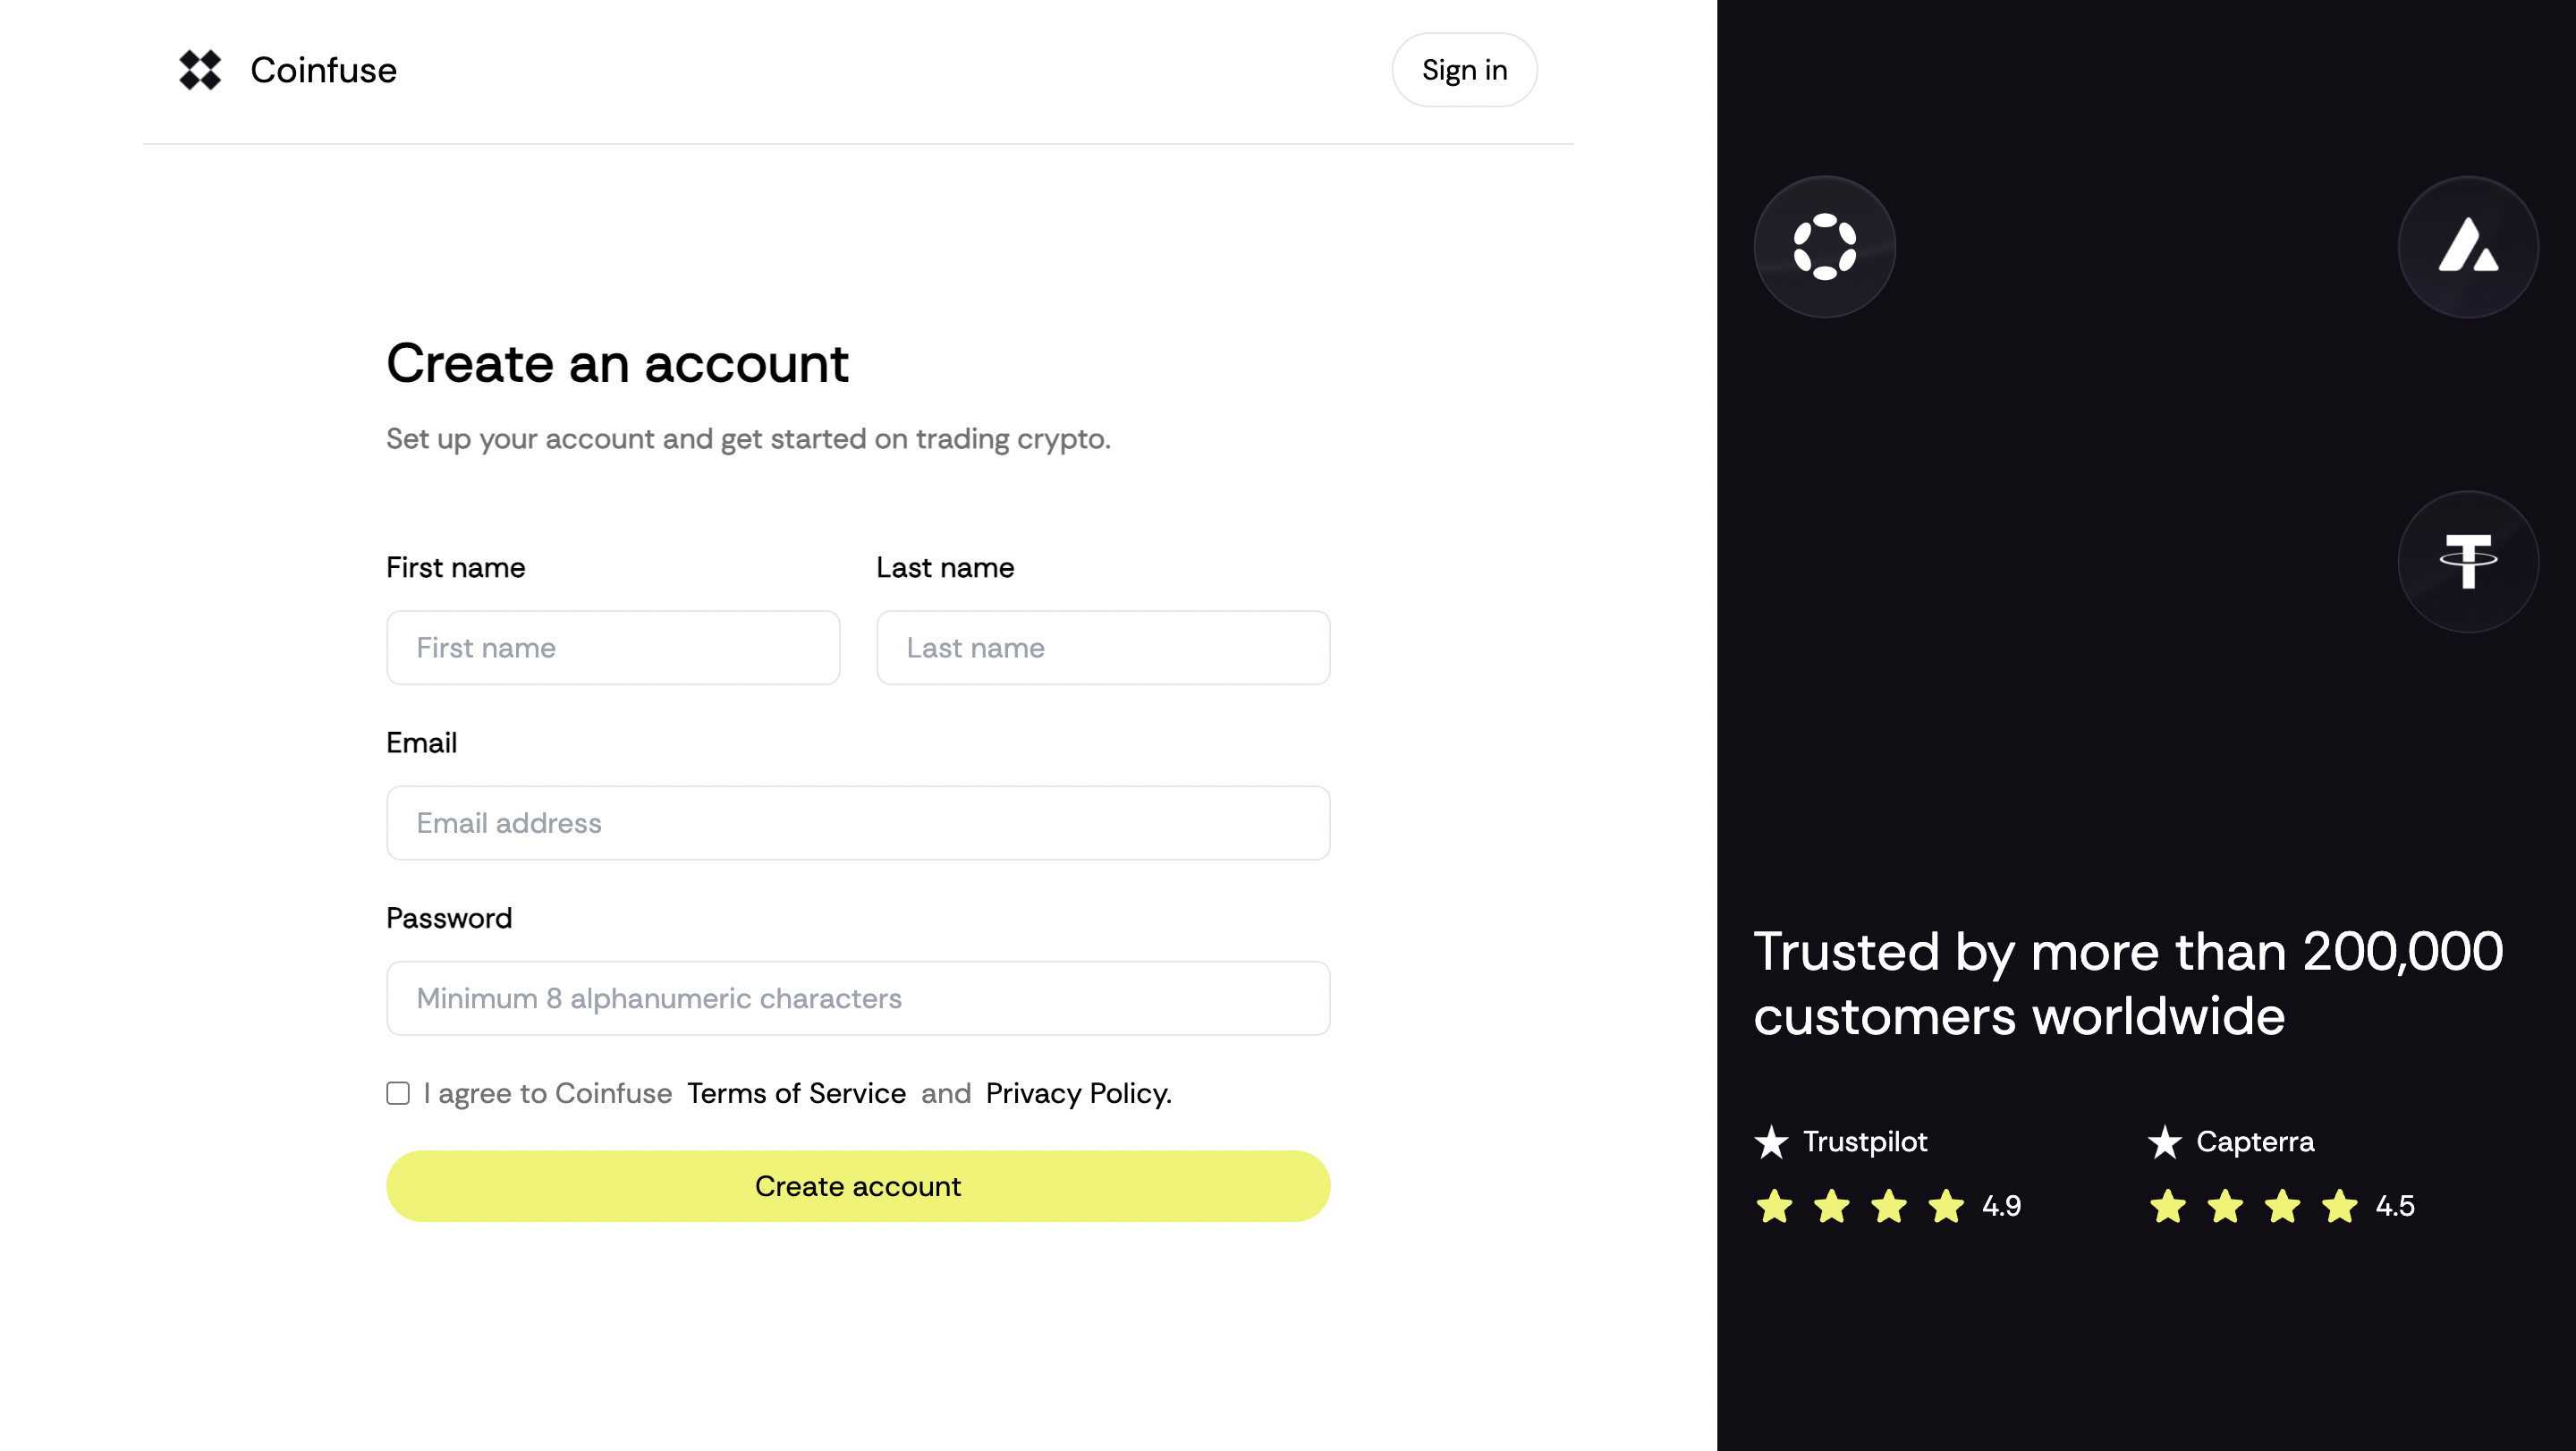 Coinfuse
Sign in
Create an account
Set up your account and get started on trading crypto.
First name
Last name
First name
Last name
Email
Email address
Password
Minimum 8 alphanumeric characters
I agree to Coinfuse Terms of Service and Privacy Policy.
Create account
Trusted by more than 200,000
customers worldwide
Trustpilot
4.9
Capterra
4.5